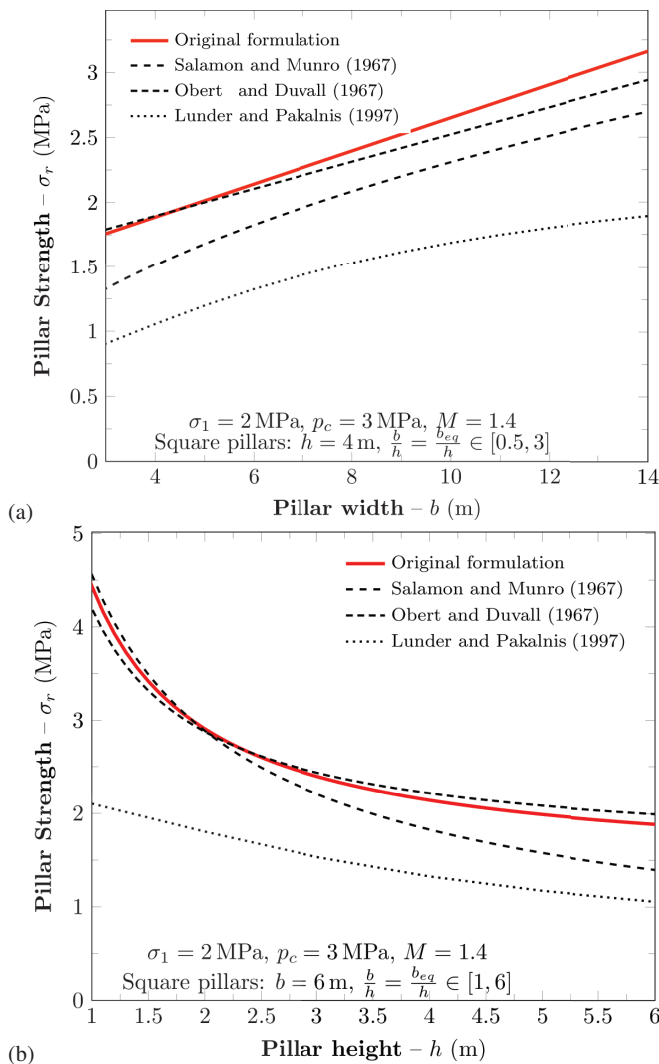 Original formulation
Salamon and Munro (1967)
Obert and Duvall (1967)
Lunder and Pakalnis (1997)
3
2.5
2
1.5
1
0.5
0
Pillar Strength – σr (MPa)
σ1 = 2 MPa, pc = 3 MPa, M = 1.4
Square pillars: h = 4 m, b/h = beq/h ∈ [0.5, 3]
4 6 8 10 12 14
(a) Pillar width – b (m)
5
4
3
2
1
0
Pillar Strength – σr (MPa)
Original formulation
Salamon and Munro (1967)
Obert and Duvall (1967)
Lunder and Pakalnis (1997)
σ1 = 2 MPa, pc = 3 MPa, M = 1.4
Square pillars: b = 6 m, b/h = beq/h ∈ [1, 6]
1 1.5 2 2.5 3 3.5 4 4.5 5 5.5 6
(b) Pillar height – h (m)